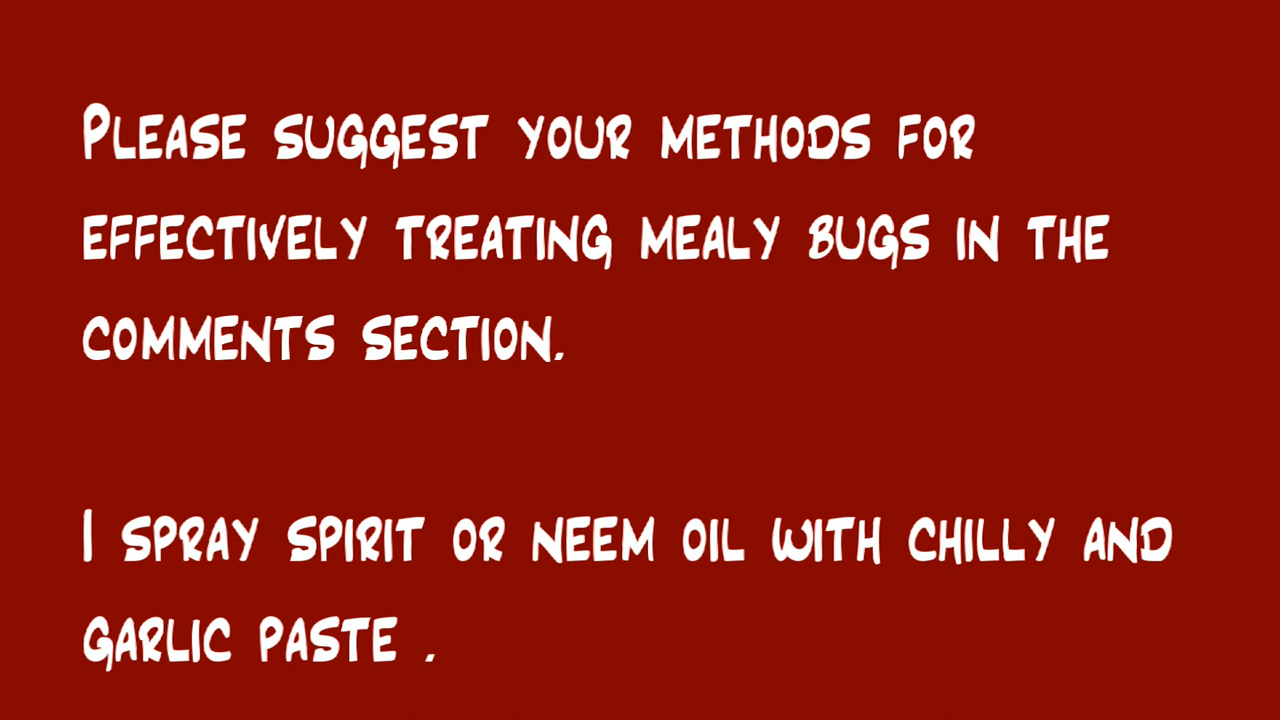 Please suggest your methods for
effectively treating mealy bugs in the
comments section.
I spray spirit or neem oil with chilly and
garlic paste .